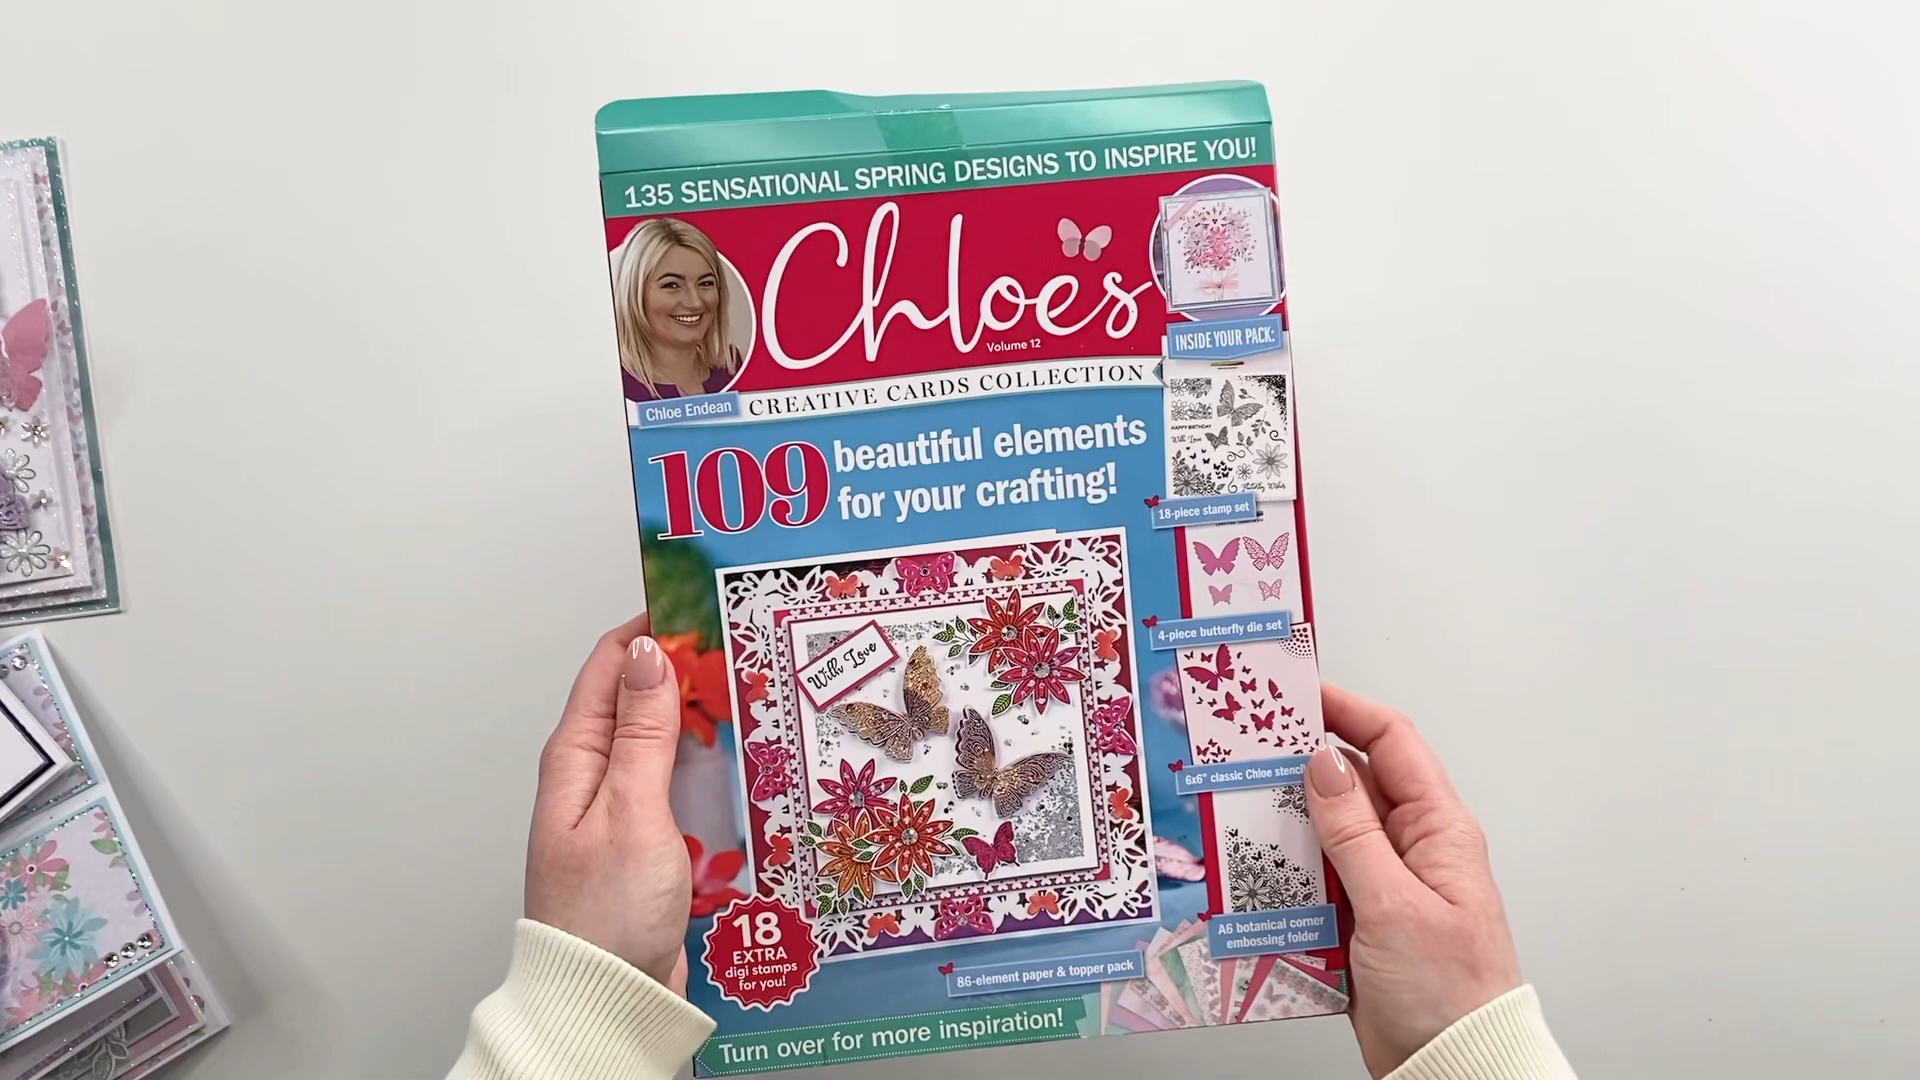 135 SENSATIONAL SPRING DESIGNS TO INSPIRE YOU!
Chloes
Volume 12
CREATIVE CARDS COLLECTION
Chloe Endean
109 beautiful elements
for your crafting!
With Love
INSIDE YOUR PACK:
HAPPY BIRTHDAY
With Love
18-piece stamp set
4-piece butterfly die set
6x6" classic Chloe stencil
A6 botanical corner
embossing folder
86-element paper & topper pack
18
EXTRA
digi stamps
for you!
Turn over for more inspiration!